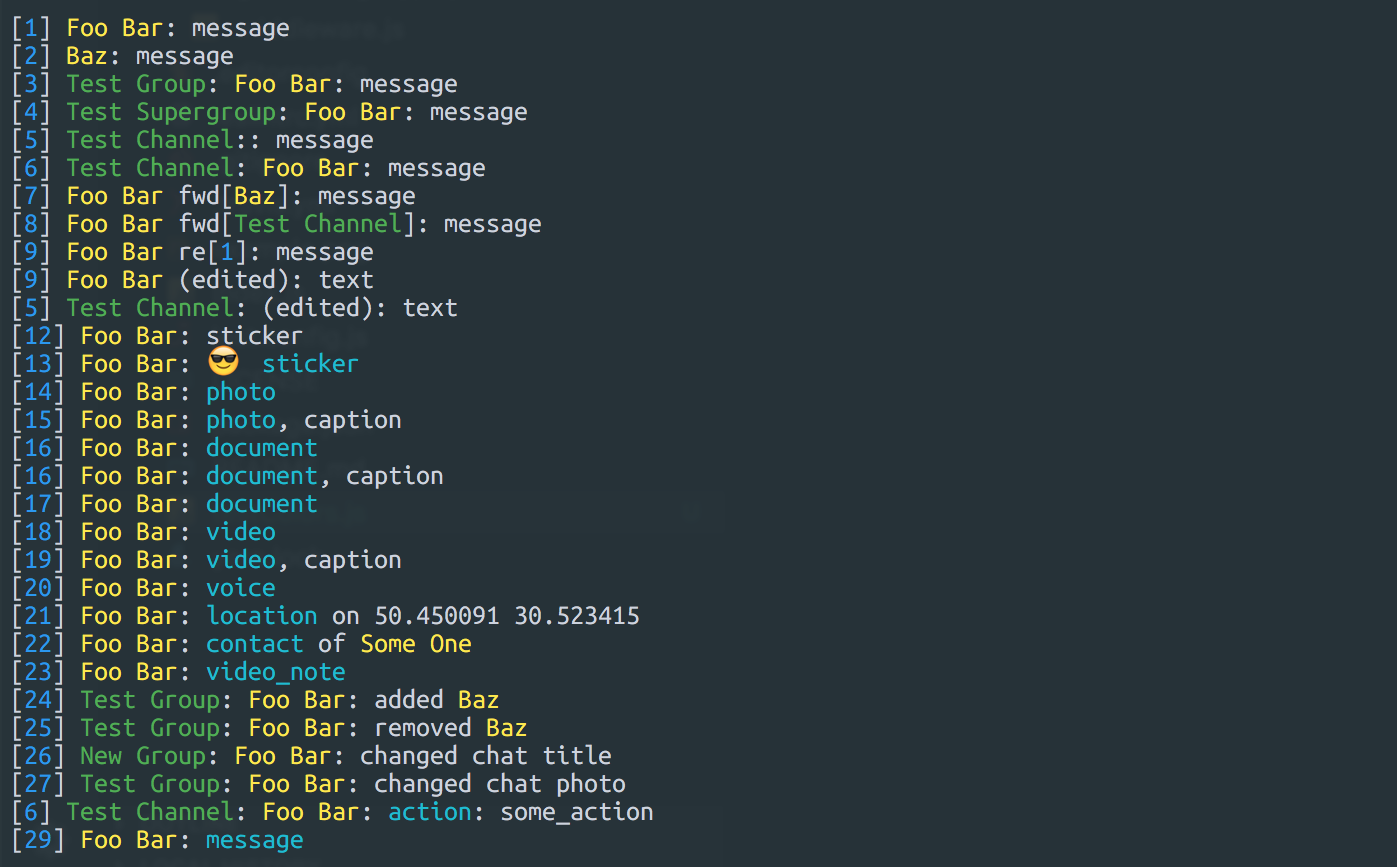 [1] Foo Bar: message
[2] Baz: message
[3] Test Group: Foo Bar: message
[4] Test Supergroup: Foo Bar: message
[5] Test Channel:: message
[6] Test Channel: Foo Bar: message
[7] Foo Bar fwd[Baz]: message
[8] Foo Bar fwd[Test Channel]: message
[9] Foo Bar re[1]: message
[9] Foo Bar (edited): text
[5] Test Channel: (edited): text
[12] Foo Bar: sticker
[13] Foo Bar: 😎 sticker
[14] Foo Bar: photo
[15] Foo Bar: photo, caption
[16] Foo Bar: document
[16] Foo Bar: document, caption
[17] Foo Bar: document
[18] Foo Bar: video
[19] Foo Bar: video, caption
[20] Foo Bar: voice
[21] Foo Bar: location on 50.450091 30.523415
[22] Foo Bar: contact of Some One
[23] Foo Bar: video_note
[24] Test Group: Foo Bar: added Baz
[25] Test Group: Foo Bar: removed Baz
[26] New Group: Foo Bar: changed chat title
[27] Test Group: Foo Bar: changed chat photo
[6] Test Channel: Foo Bar: action: some_action
[29] Foo Bar: message